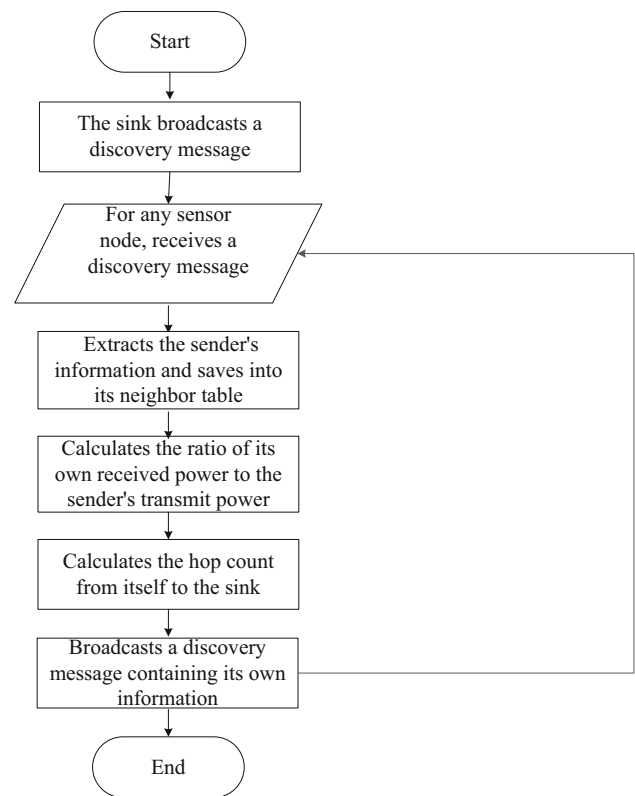 Start
The sink broadcasts a
discovery message
For any sensor
node, receives a
discovery message
Extracts the sender's
information and saves into
its neighbor table
Calculates the ratio of its
own received power to the
sender's transmit power
Calculates the hop count
from itself to the sink
Broadcasts a discovery
message containing its own
information
End